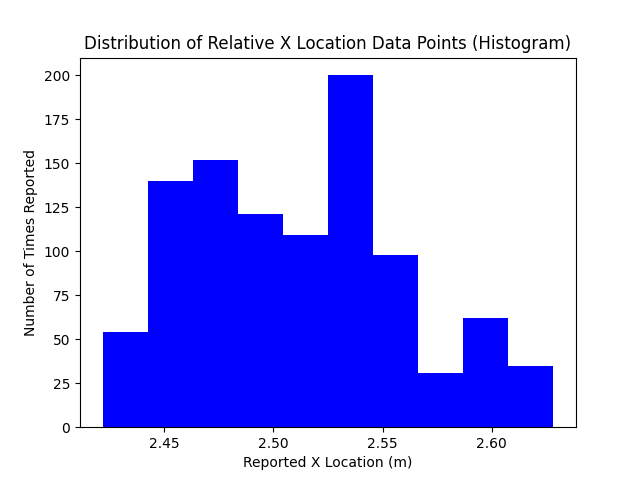 Distribution of Relative X Location Data Points (Histogram)
Number of Times Reported
200
175
150
125
100
75
50
25
0
2.45 2.50 2.55 2.60
Reported X Location (m)